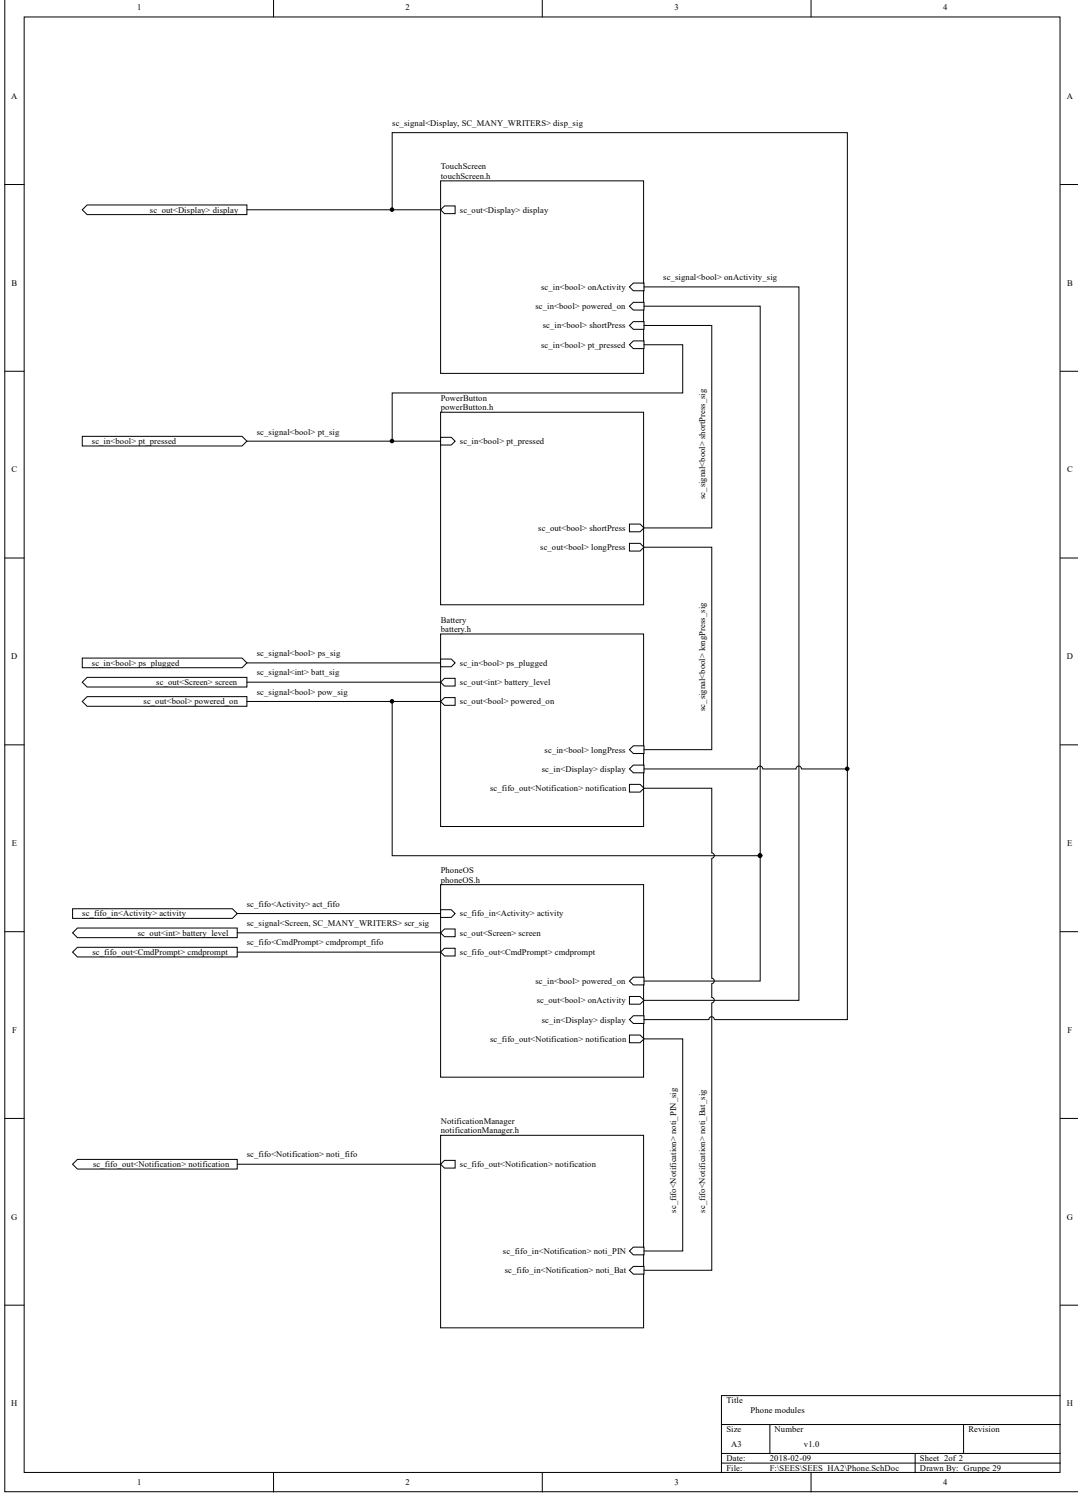 1 2 3 4
A A
sc_signal<Display, SC_MANY_WRITERS> disp_sig
TouchScreen
touchScreen.h
sc_out<Display> display
sc_out<Display> display
B B
sc_signal<bool> onActivity_sig
sc_in<bool> onActivity
sc_in<bool> powered_on
sc_in<bool> shortPress
sc_in<bool> pt_pressed
sc_signal<bool> shortPress_sig
PowerButton
powerButton.h
sc_signal<bool> pt_sig
sc_in<bool> pt_pressed
sc_in<bool> pt_pressed
C C
sc_out<bool> shortPress
sc_out<bool> longPress
sc_signal<bool> longPress_sig
Battery
battery.h
D D
sc_signal<bool> ps_sig
sc_in<bool> ps_plugged
sc_in<bool> ps_plugged
sc_signal<int> batt_sig
sc_out<Screen> screen
sc_out<int> battery_level
sc_signal<bool> pow_sig
sc_out<bool> powered_on
sc_out<bool> powered_on
sc_in<bool> longPress
sc_in<Display> display
sc_fifo_out<Notification> notification
E E
PhoneOS
phoneOS.h
sc_fifo<Activity> act_fifo
sc_fifo_in<Activity> activity
sc_fifo_in<Activity> activity
sc_signal<Screen, SC_MANY_WRITERS> scr_sig
sc_out<int> battery_level
sc_out<Screen> screen
sc_fifo<CmdPrompt> cmdprompt_fifo
sc_fifo_out<CmdPrompt> cmdprompt
sc_fifo_out<CmdPrompt> cmdprompt
sc_in<bool> powered_on
sc_out<bool> onActivity
sc_in<Display> display
F F
sc_fifo_out<Notification> notification
sc_fifo<Notification> noti_PIN_sig
sc_fifo<Notification> noti_Bat_sig
NotificationManager
notificationManager.h
sc_fifo<Notification> noti_fifo
sc_fifo_out<Notification> notification
sc_fifo_out<Notification> notification
G G
sc_fifo_in<Notification> noti_PIN
sc_fifo_in<Notification> noti_Bat
H H
Title
Phone modules
Size Number Revision
A3 v1.0
Date: 2018-02-09 Sheet 2of 2
File: F:\SEES\SEES_HA2\Phone.SchDoc Drawn By: Gruppe 29
1 2 3 4